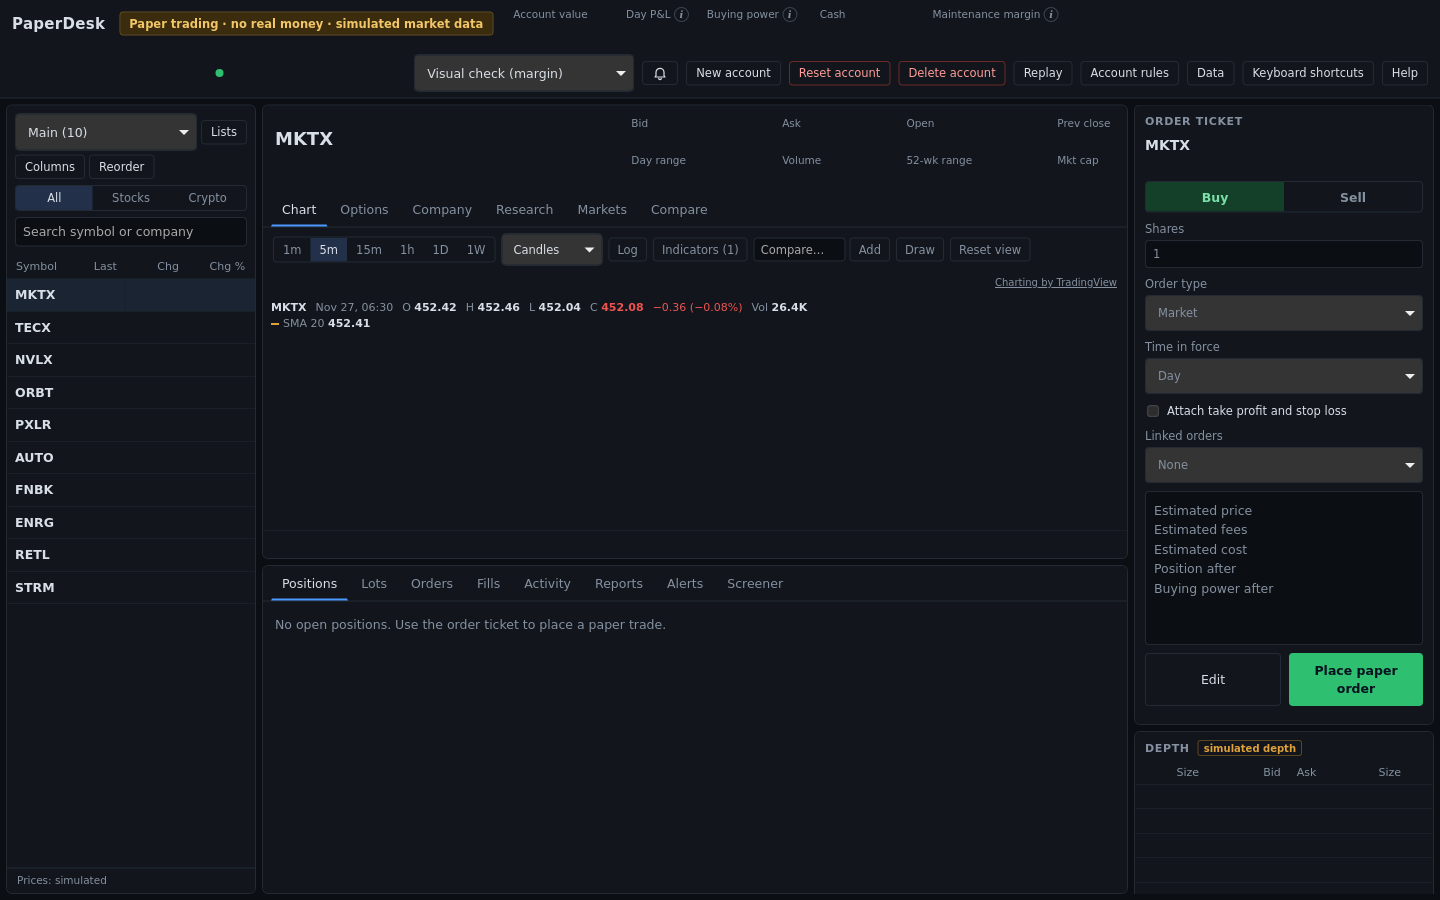 PaperDesk
Paper trading · no real money · simulated market data
Account value
Day P&L i
Buying power i
Cash
Maintenance margin i
Visual check (margin)
New account
Reset account
Delete account
Replay
Account rules
Data
Keyboard shortcuts
Help
Main (10)
Lists
Columns
Reorder
All
Stocks
Crypto
Search symbol or company
Symbol Last Chg Chg %
MKTX
TECX
NVLX
ORBT
PXLR
AUTO
FNBK
ENRG
RETL
STRM
Prices: simulated
MKTX
Bid
Ask
Open
Prev close
Day range
Volume
52-wk range
Mkt cap
Chart
Options
Company
Research
Markets
Compare
1m 5m 15m 1h 1D 1W
Candles
Log
Indicators (1)
Compare...
Add
Draw
Reset view
Charting by TradingView
MKTX Nov 27, 06:30 O 452.42 H 452.46 L 452.04 C 452.08 −0.36 (−0.08%) Vol 26.4K
SMA 20 452.41
Positions
Lots
Orders
Fills
Activity
Reports
Alerts
Screener
No open positions. Use the order ticket to place a paper trade.
ORDER TICKET
MKTX
Buy
Sell
Shares
1
Order type
Market
Time in force
Day
Attach take profit and stop loss
Linked orders
None
Estimated price
Estimated fees
Estimated cost
Position after
Buying power after
Edit
Place paper
order
DEPTH simulated depth
Size Bid Ask Size